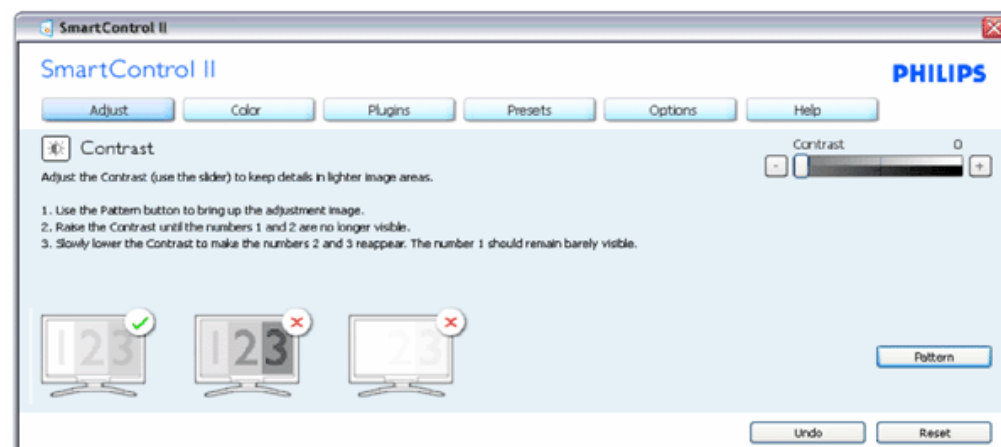 SmartControl II
SmartControl II
PHILIPS
Adjust Color Plugins Presets Options Help
Contrast
Contrast 0
- +
Adjust the Contrast (use the slider) to keep details in lighter image areas.
1. Use the Pattern button to bring up the adjustment image.
2. Raise the Contrast until the numbers 1 and 2 are no longer visible.
3. Slowly lower the Contrast to make the numbers 2 and 3 reappear. The number 1 should remain barely visible.
123 123 23
Pattern
Undo Reset